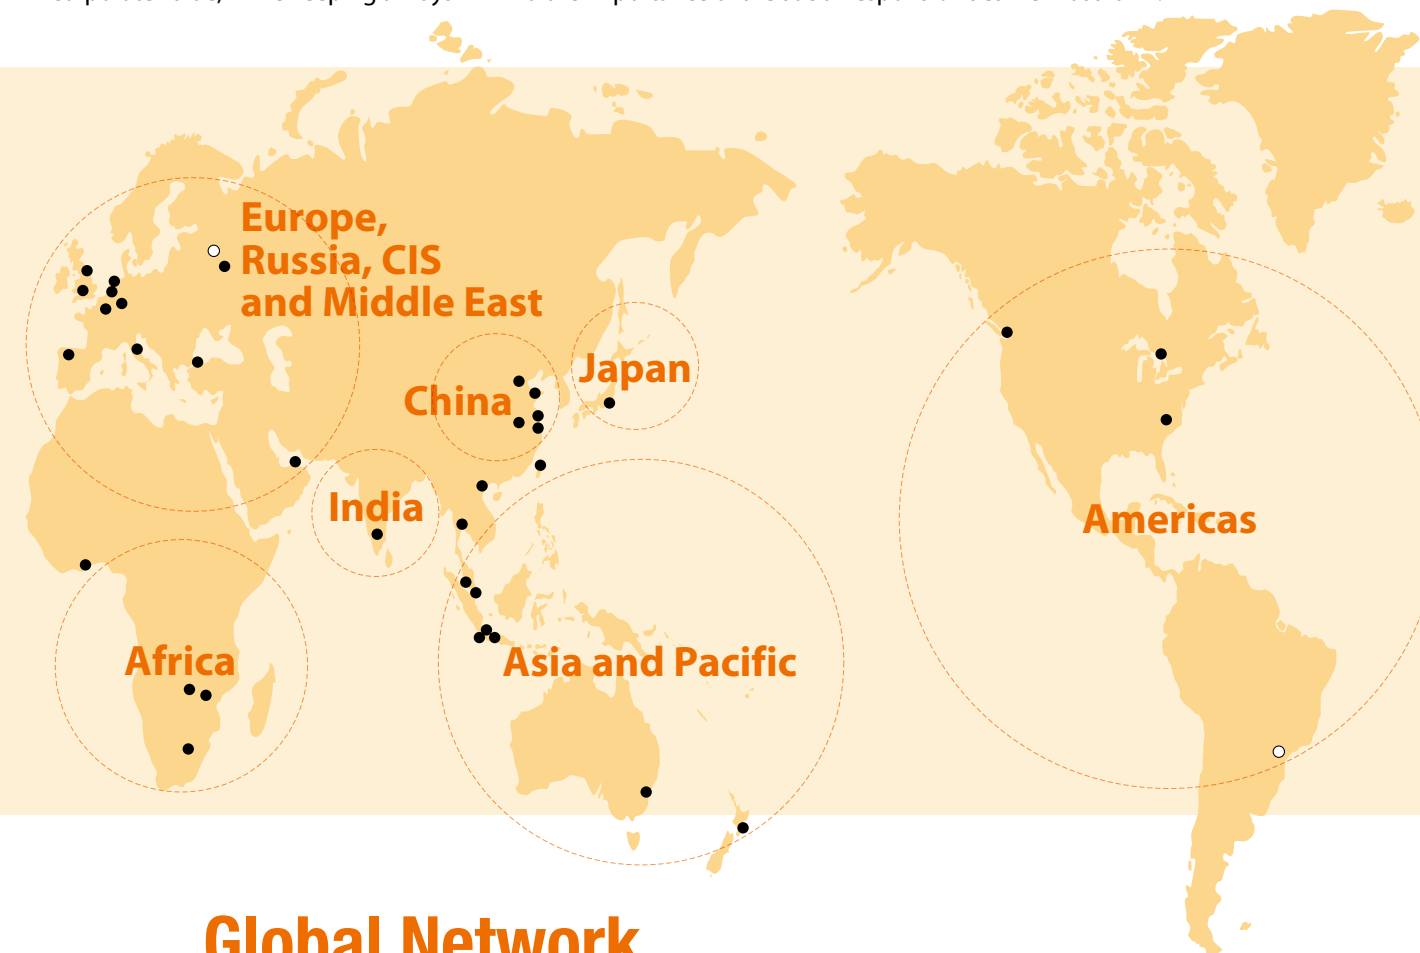 Europe,
Russia, CIS
and Middle East
Japan
China
India
Americas
Africa
Asia and Pacific
Global Network